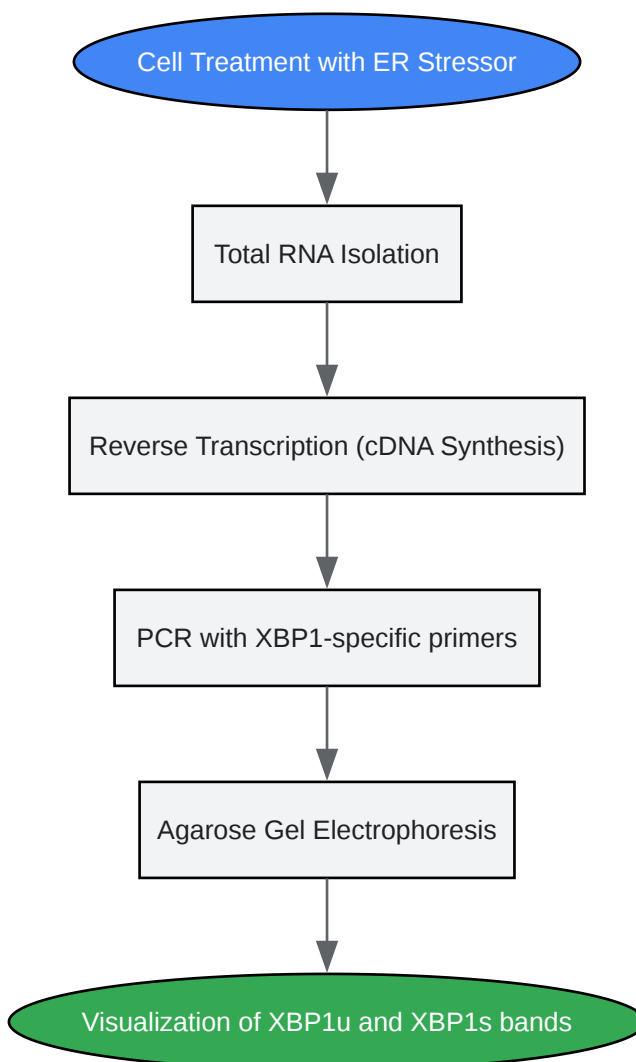 Cell Treatment with ER Stressor
Total RNA Isolation
Reverse Transcription (cDNA Synthesis)
PCR with XBP1-specific primers
Agarose Gel Electrophoresis
Visualization of XBP1u and XBP1s bands